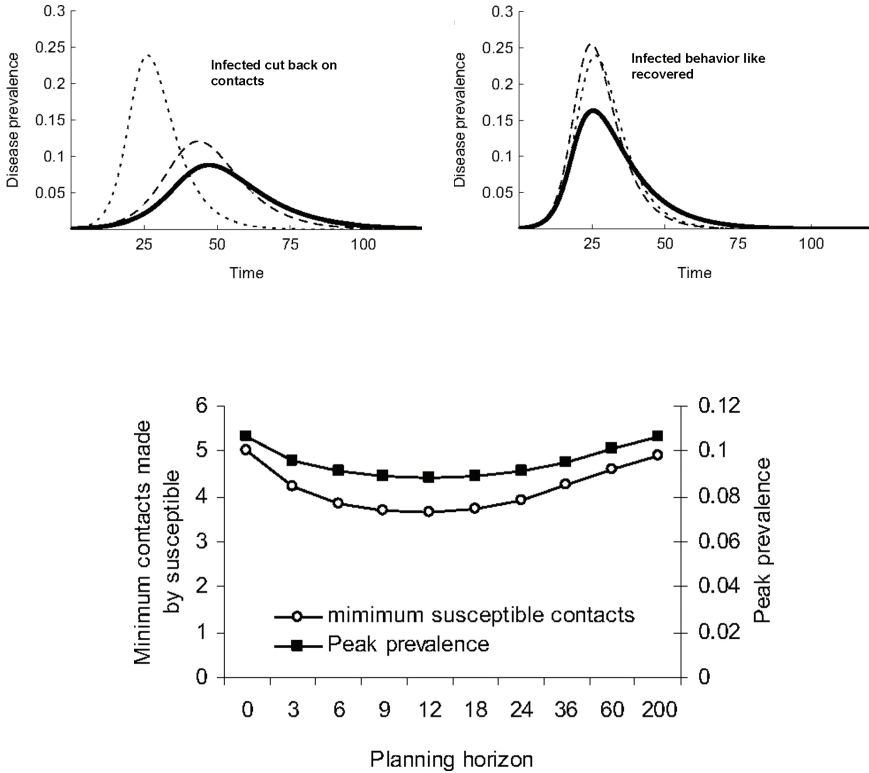 0.3
0.25
0.2
0.15
0.1
0.05
Disease prevalence
Infected cut back on
contacts
25
50
75
100
Time
0.3
0.25
0.2
0.15
0.1
0.05
Disease prevalence
Infected behavior like
recovered
25
50
75
100
Time
Minimum contacts made
by susceptible
6
5
4
3
2
1
0
0.12
0.1
0.08
0.06
0.04
0.02
0
Peak prevalence
mimimum susceptible contacts
Peak prevalence
0 3 6 9 12 18 24 36 60 200
Planning horizon